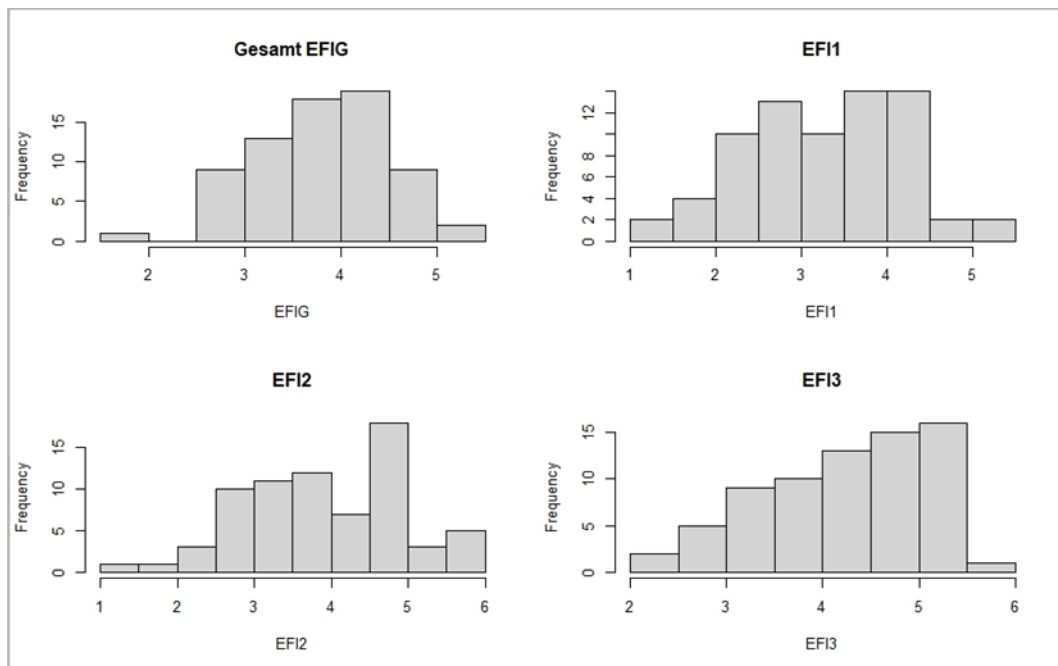 Gesamt EFIG
Frequency
0 5 10 15
2 3 4 5
EFIG
EFI1
Frequency
0 2 4 6 8 12
1 2 3 4 5
EFI1
EFI2
Frequency
0 5 10 15
1 2 3 4 5 6
EFI2
EFI3
Frequency
0 5 10 15
2 3 4 5 6
EFI3